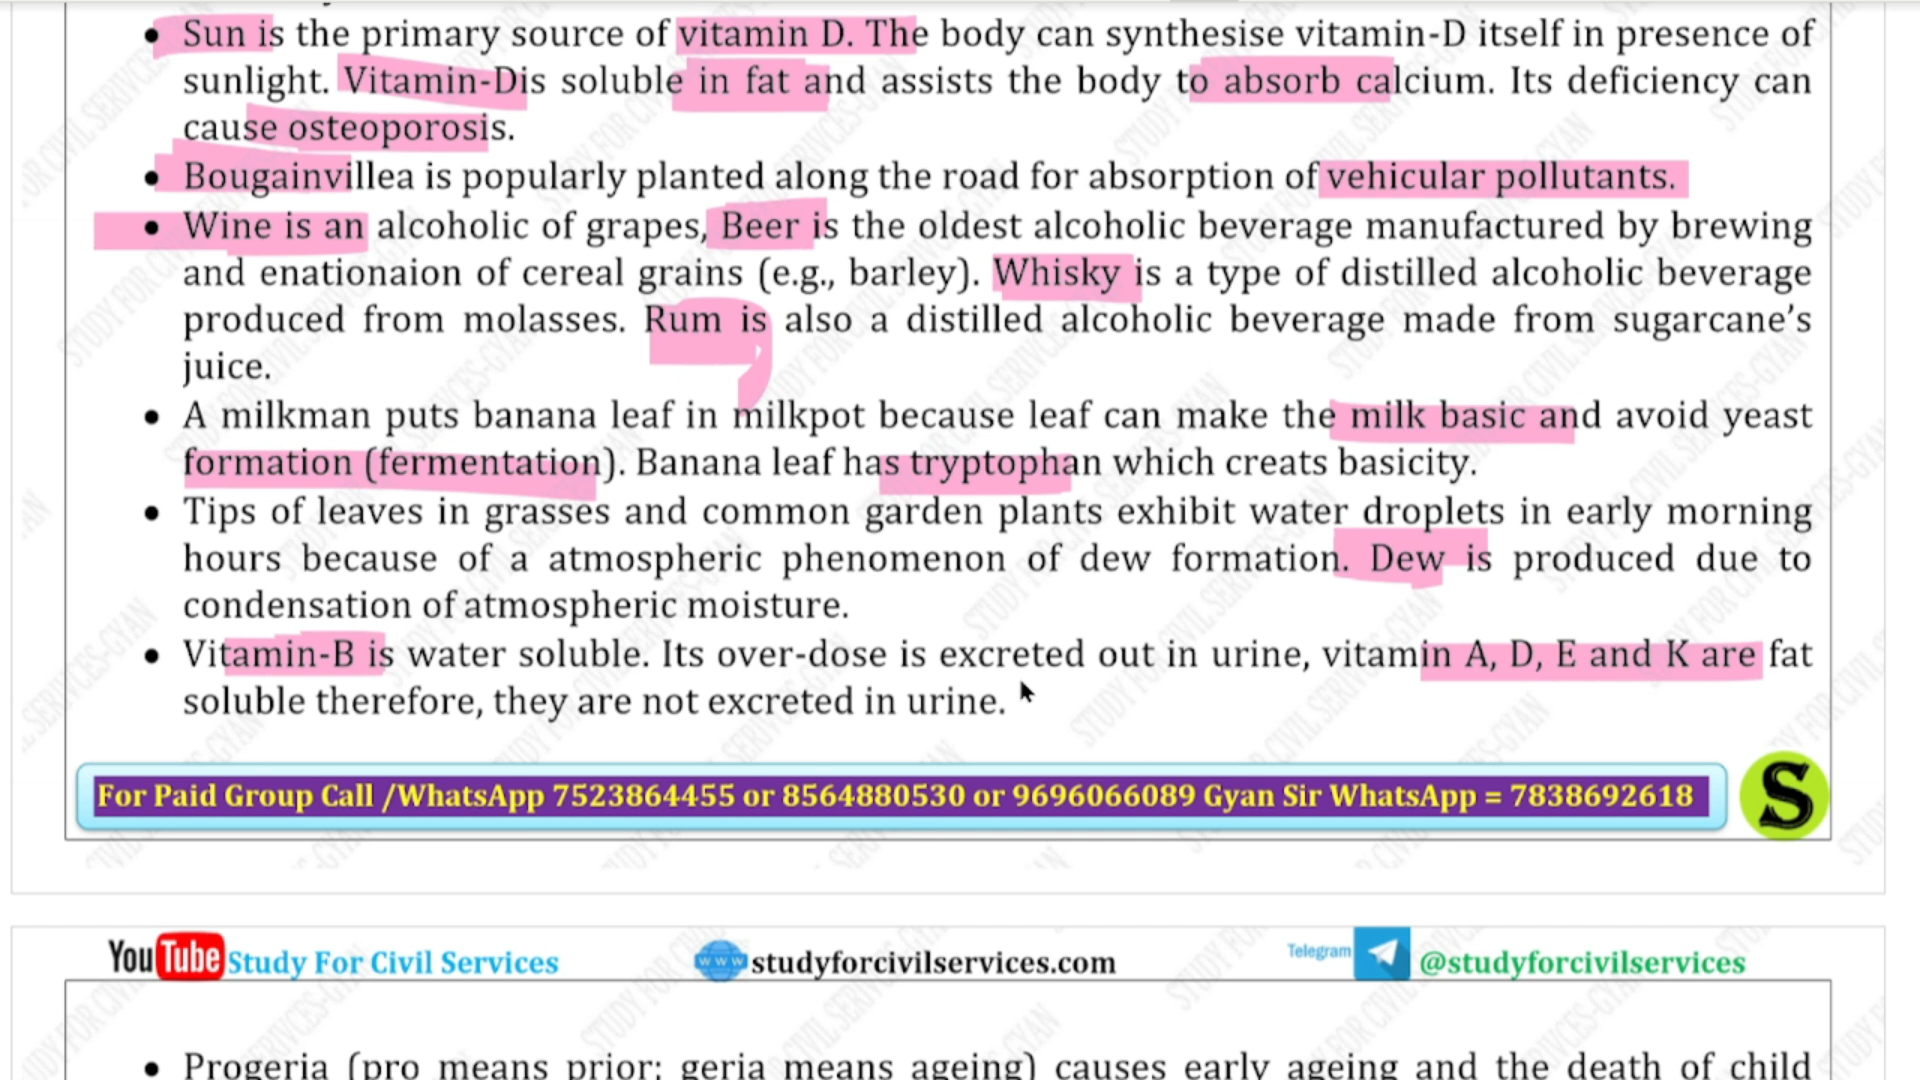 • Sun is the primary source of vitamin D. The body can synthesise vitamin-D itself in presence of
sunlight. Vitamin-Dis soluble in fat and assists the body to absorb calcium. Its deficiency can
cause osteoporosis.
• Bougainvillea is popularly planted along the road for absorption of vehicular pollutants.
• Wine is an alcoholic of grapes, Beer is the oldest alcoholic beverage manufactured by brewing
and enationaion of cereal grains (e.g., barley). Whisky is a type of distilled alcoholic beverage
produced from molasses. Rum is also a distilled alcoholic beverage made from sugarcane's
juice.
• A milkman puts banana leaf in milkpot because leaf can make the milk basic and avoid yeast
formation (fermentation). Banana leaf has tryptophan which creats basicity.
• Tips of leaves in grasses and common garden plants exhibit water droplets in early morning
hours because of a atmospheric phenomenon of dew formation. Dew is produced due to
condensation of atmospheric moisture.
• Vitamin-B is water soluble. Its over-dose is excreted out in urine, vitamin A, D, E and K are fat
soluble therefore, they are not excreted in urine.
For Paid Group Call /WhatsApp 7523864455 or 8564880530 or 9696066089 Gyan Sir WhatsApp = 7838692618
S
YouTube Study For Civil Services www studyforcivilservices.com Telegram @studyforcivilservices
• Progeria (pro means prior; geria means ageing) causes early ageing and the death of child